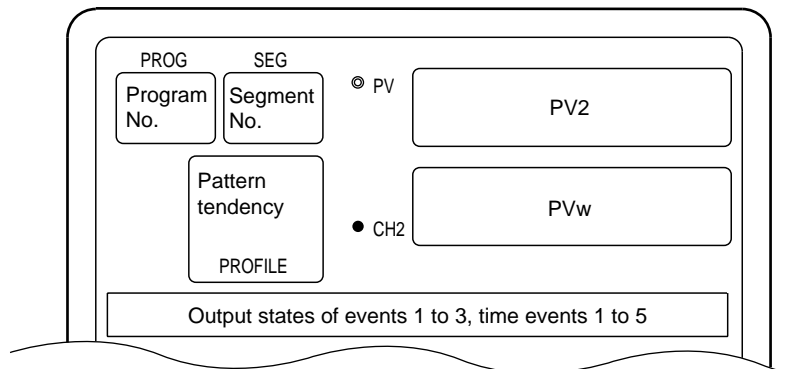 PROG SEG
Program No.
Segment No.
PV
PV2
Pattern tendency
PROFILE
CH2
PVw
Output states of events 1 to 3, time events 1 to 5